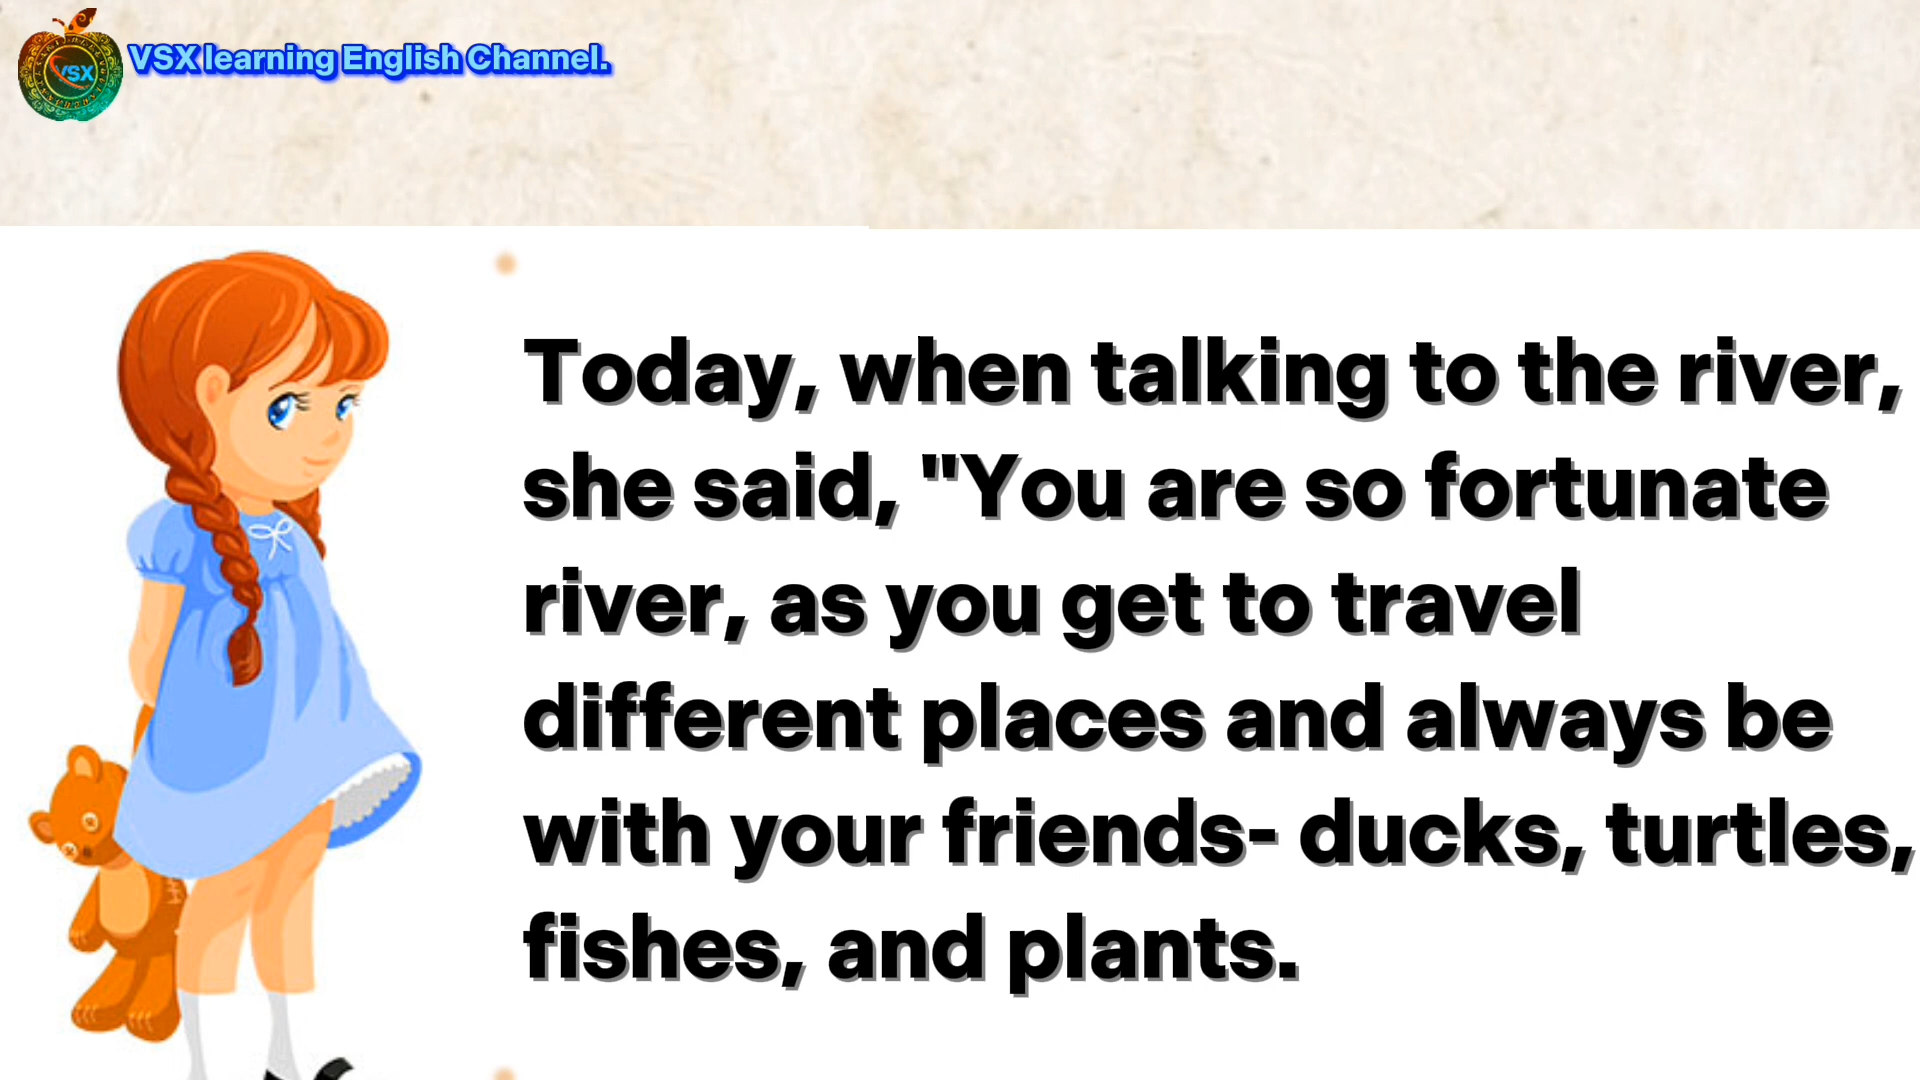 VSX
VSX learning English Channel.
Today, when talking to the river,
she said, "You are so fortunate
river, as you get to travel
different places and always be
with your friends- ducks, turtles,
fishes, and plants.